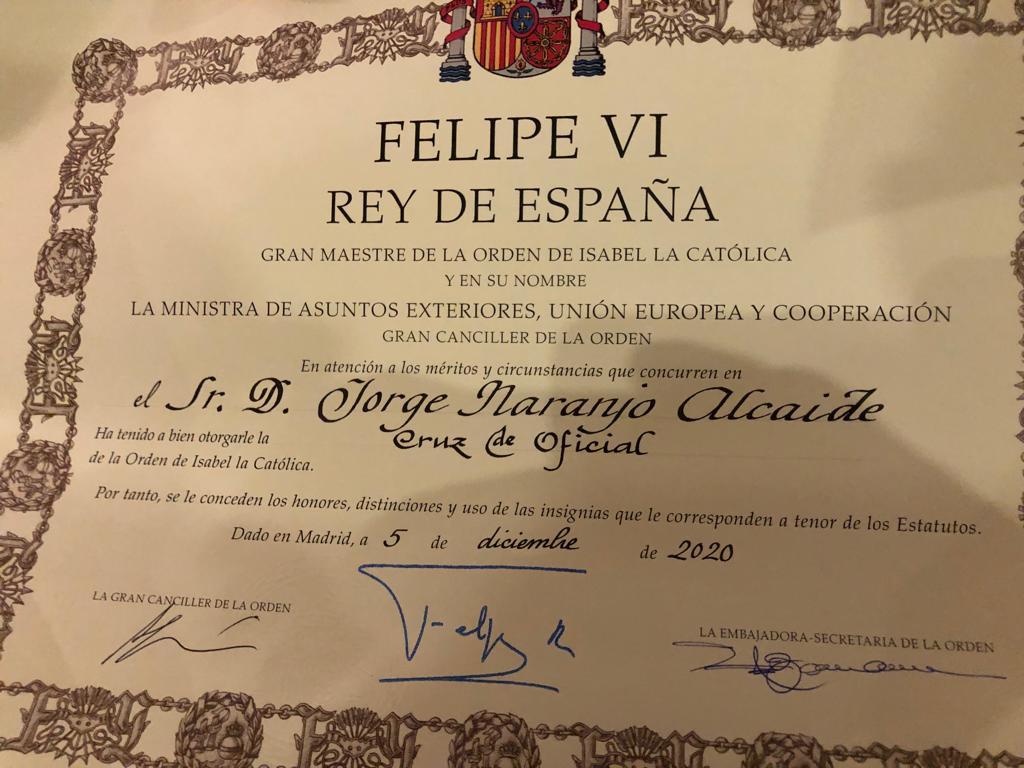 FELIPE VI
REY DE ESPAÑA
GRAN MAESTRE DE LA ORDEN DE ISABEL LA CATÓLICA
Y EN SU NOMBRE
LA MINISTRA DE ASUNTOS EXTERIORES, UNIÓN EUROPEA Y COOPERACIÓN
GRAN CANCILLER DE LA ORDEN
En atención a los méritos y circunstancias que concurren en
el Sr. D. Jorge Naranjo Alcaide
Ha tenido a bien otorgarle la Cruz de Oficial
de la Orden de Isabel la Católica.
Por tanto, se le conceden los honores, distinciones y uso de las insignias que le corresponden a tenor de los Estatutos.
Dado en Madrid, a 5 de diciembre de 2020
LA GRAN CANCILLER DE LA ORDEN
Felipe R
LA EMBAJADORA-SECRETARIA DE LA ORDEN